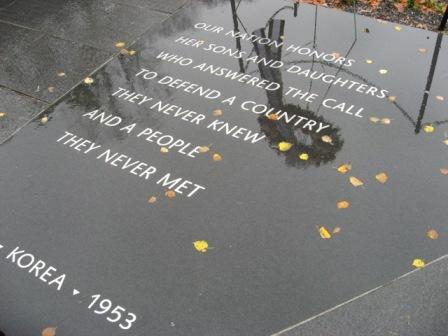 OUR NATION HONORS
HER SONS AND DAUGHTERS
WHO ANSWERED THE CALL
TO DEFEND A COUNTRY
THEY NEVER KNEW
AND A PEOPLE
THEY NEVER MET
▾ KOREA ▾ 1953